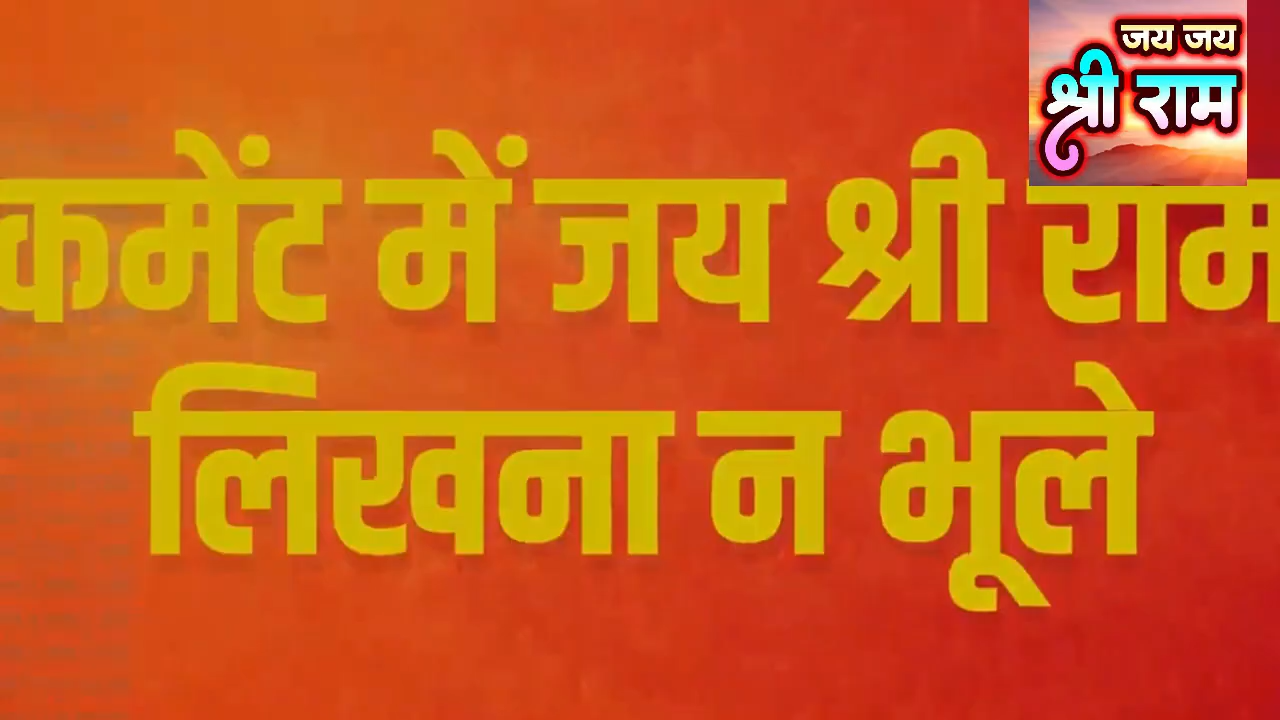 जय जय
श्री राम
कमेंट में जय श्री राम
लिखना न भूले